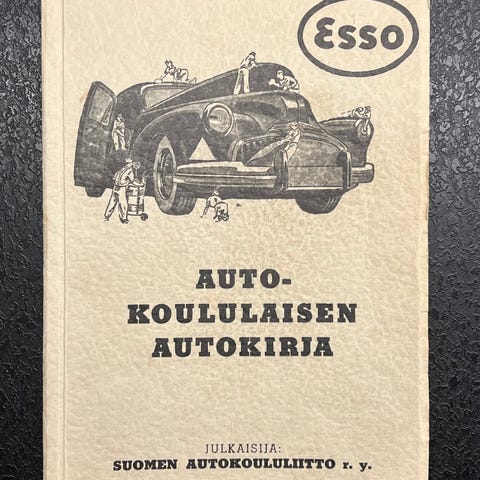 Esso
AUTO-
KOULULAISEN
AUTOKIRJA
JULKAISIJA:
SUOMEN AUTOKOULULIITTO r. y.